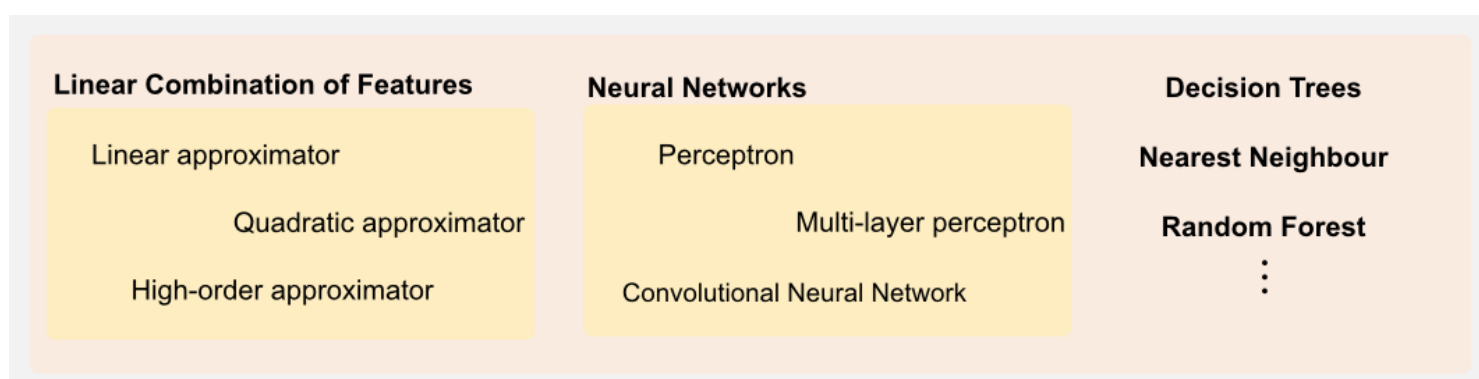 Linear Combination of Features
Linear approximator
Quadratic approximator
High-order approximator
Neural Networks
Perceptron
Multi-layer perceptron
Convolutional Neural Network
Decision Trees
Nearest Neighbour
Random Forest
⋮